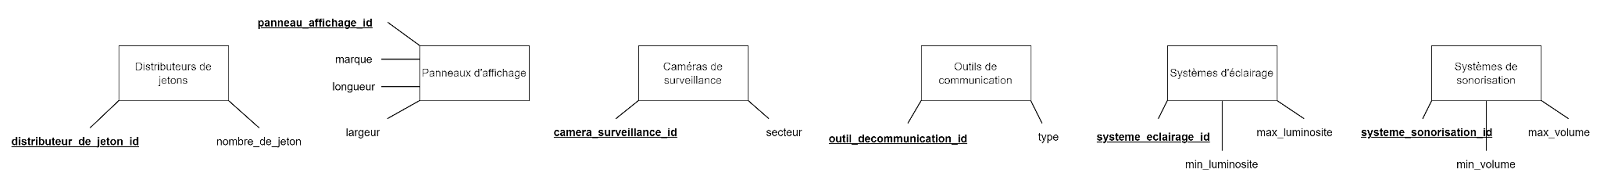 panneau_affichage_id
marque
longueur
largeur
Distributeurs de
jetons
distributeur_de_jeton_id
nombre_de_jeton
Panneaux d'affichage
Caméras de
surveillance
camera_surveillance_id
secteur
Outils de
communication
outil_decommunication_id
type
Systèmes d'éclairage
systeme_eclairage_id
min_luminosite
max_luminosite
Systèmes de
sonorisation
systeme_sonorisation_id
min_volume
max_volume